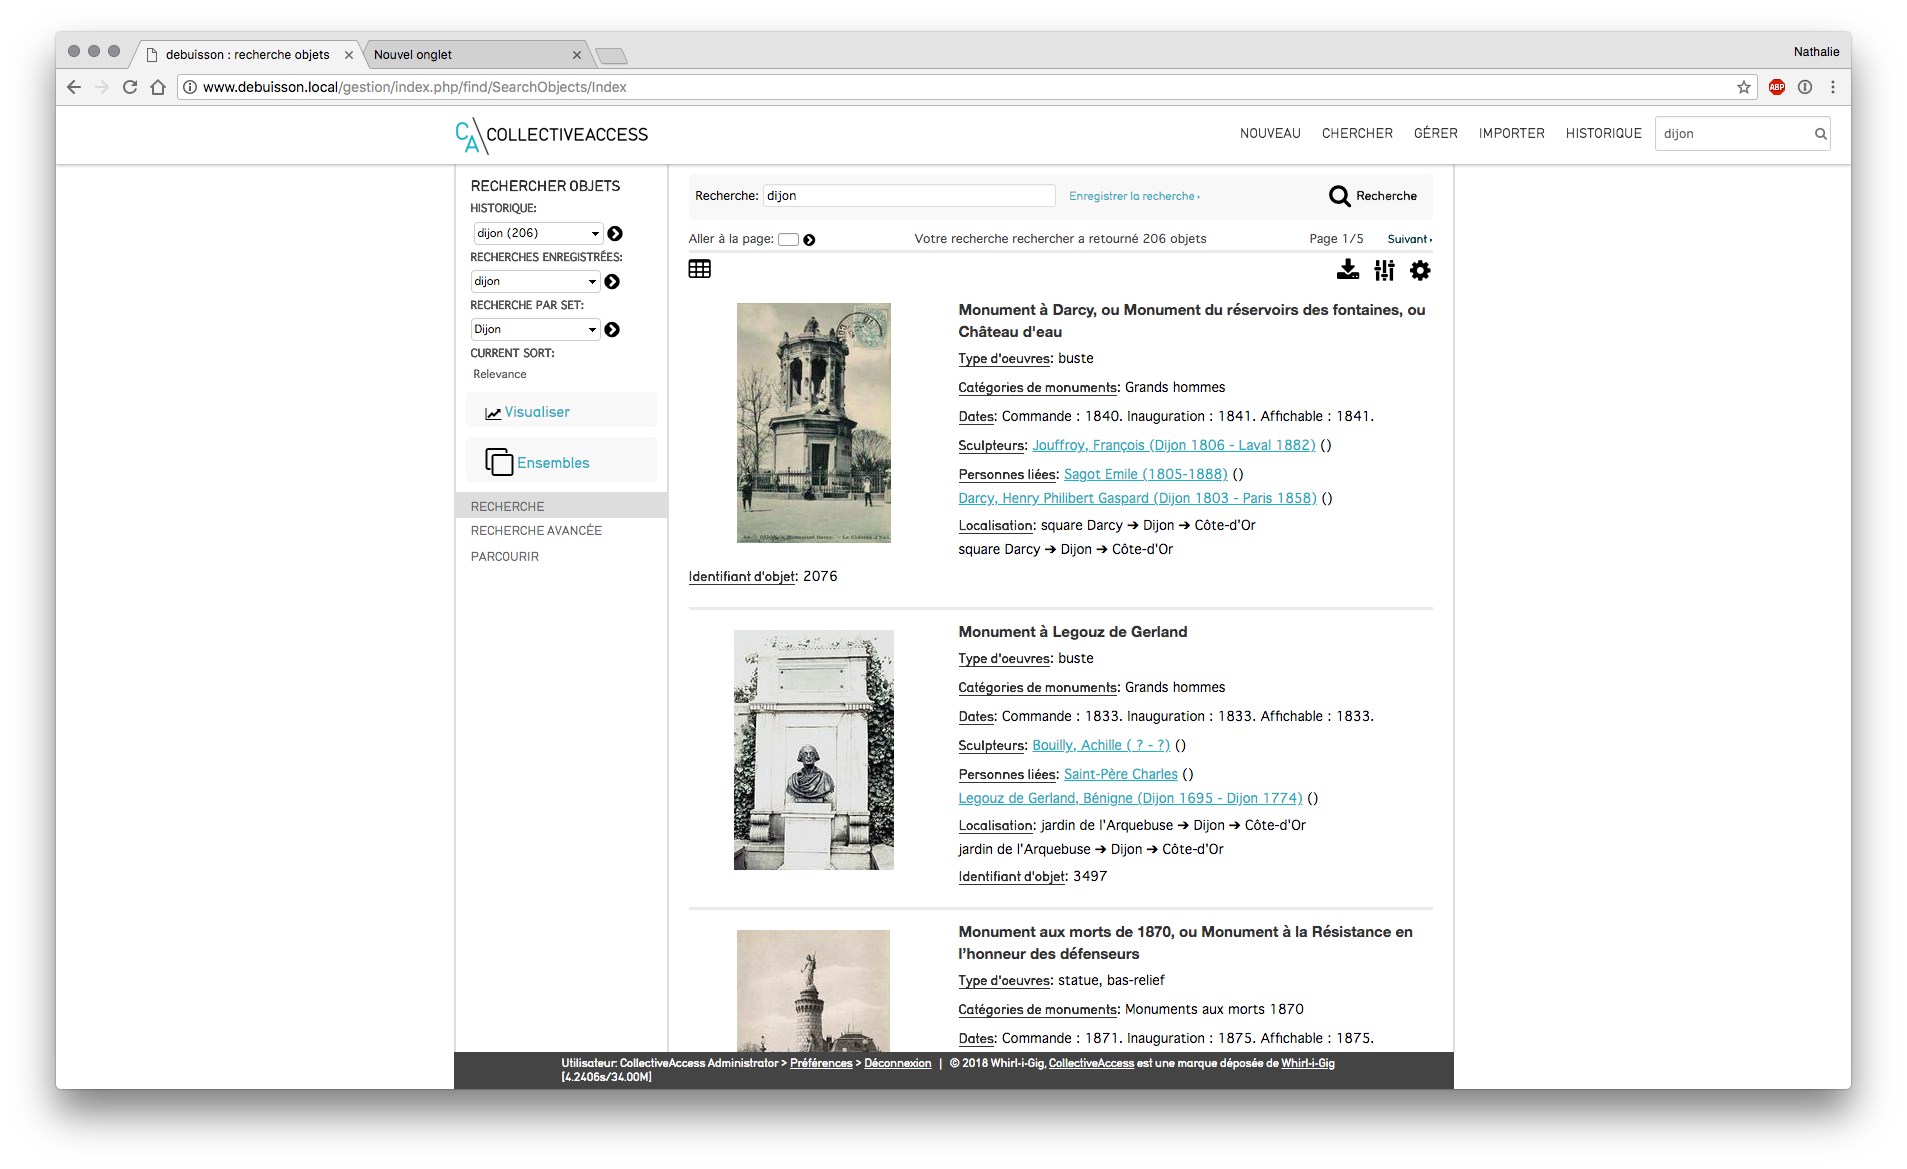 debuisson : recherche objets
Nouvel onglet
Nathalie
www.debuisson.local/gestion/index.php/find/SearchObjects/Index
ABP
CA COLLECTIVEACCESS
NOUVEAU CHERCHER GÉRER IMPORTER HISTORIQUE dijon
RECHERCHER OBJETS
HISTORIQUE:
dijon (206)
RECHERCHES ENREGISTRÉES:
dijon
RECHERCHE PAR SET:
Dijon
CURRENT SORT:
Relevance
Visualiser
Ensembles
RECHERCHE
RECHERCHE AVANCÉE
PARCOURIR
Recherche: dijon Enregistrer la recherche › Recherche
Aller à la page: Votre recherche rechercher a retourné 206 objets Page 1/5 Suivant ›
Monument à Darcy, ou Monument du réservoirs des fontaines, ou
Château d'eau
Type d'oeuvres: buste
Catégories de monuments: Grands hommes
Dates: Commande : 1840. Inauguration : 1841. Affichable : 1841.
Sculpteurs: Jouffroy, François (Dijon 1806 - Laval 1882) ()
Personnes liées: Sagot Emile (1805-1888) ()
Darcy, Henry Philibert Gaspard (Dijon 1803 - Paris 1858) ()
Localisation: square Darcy ➔ Dijon ➔ Côte-d'Or
square Darcy ➔ Dijon ➔ Côte-d'Or
Identifiant d'objet: 2076
Monument à Legouz de Gerland
Type d'oeuvres: buste
Catégories de monuments: Grands hommes
Dates: Commande : 1833. Inauguration : 1833. Affichable : 1833.
Sculpteurs: Bouilly, Achille ( ? - ?) ()
Personnes liées: Saint-Père Charles ()
Legouz de Gerland, Bénigne (Dijon 1695 - Dijon 1774) ()
Localisation: jardin de l'Arquebuse ➔ Dijon ➔ Côte-d'Or
jardin de l'Arquebuse ➔ Dijon ➔ Côte-d'Or
Identifiant d'objet: 3497
Monument aux morts de 1870, ou Monument à la Résistance en
l’honneur des défenseurs
Type d'oeuvres: statue, bas-relief
Catégories de monuments: Monuments aux morts 1870
Dates: Commande : 1871. Inauguration : 1875. Affichable : 1875.
Utilisateur: CollectiveAccess Administrator > Préférences > Déconnexion | © 2018 Whirl-i-Gig, CollectiveAccess est une marque déposée de Whirl-i-Gig
[4.2406s/34.00M]